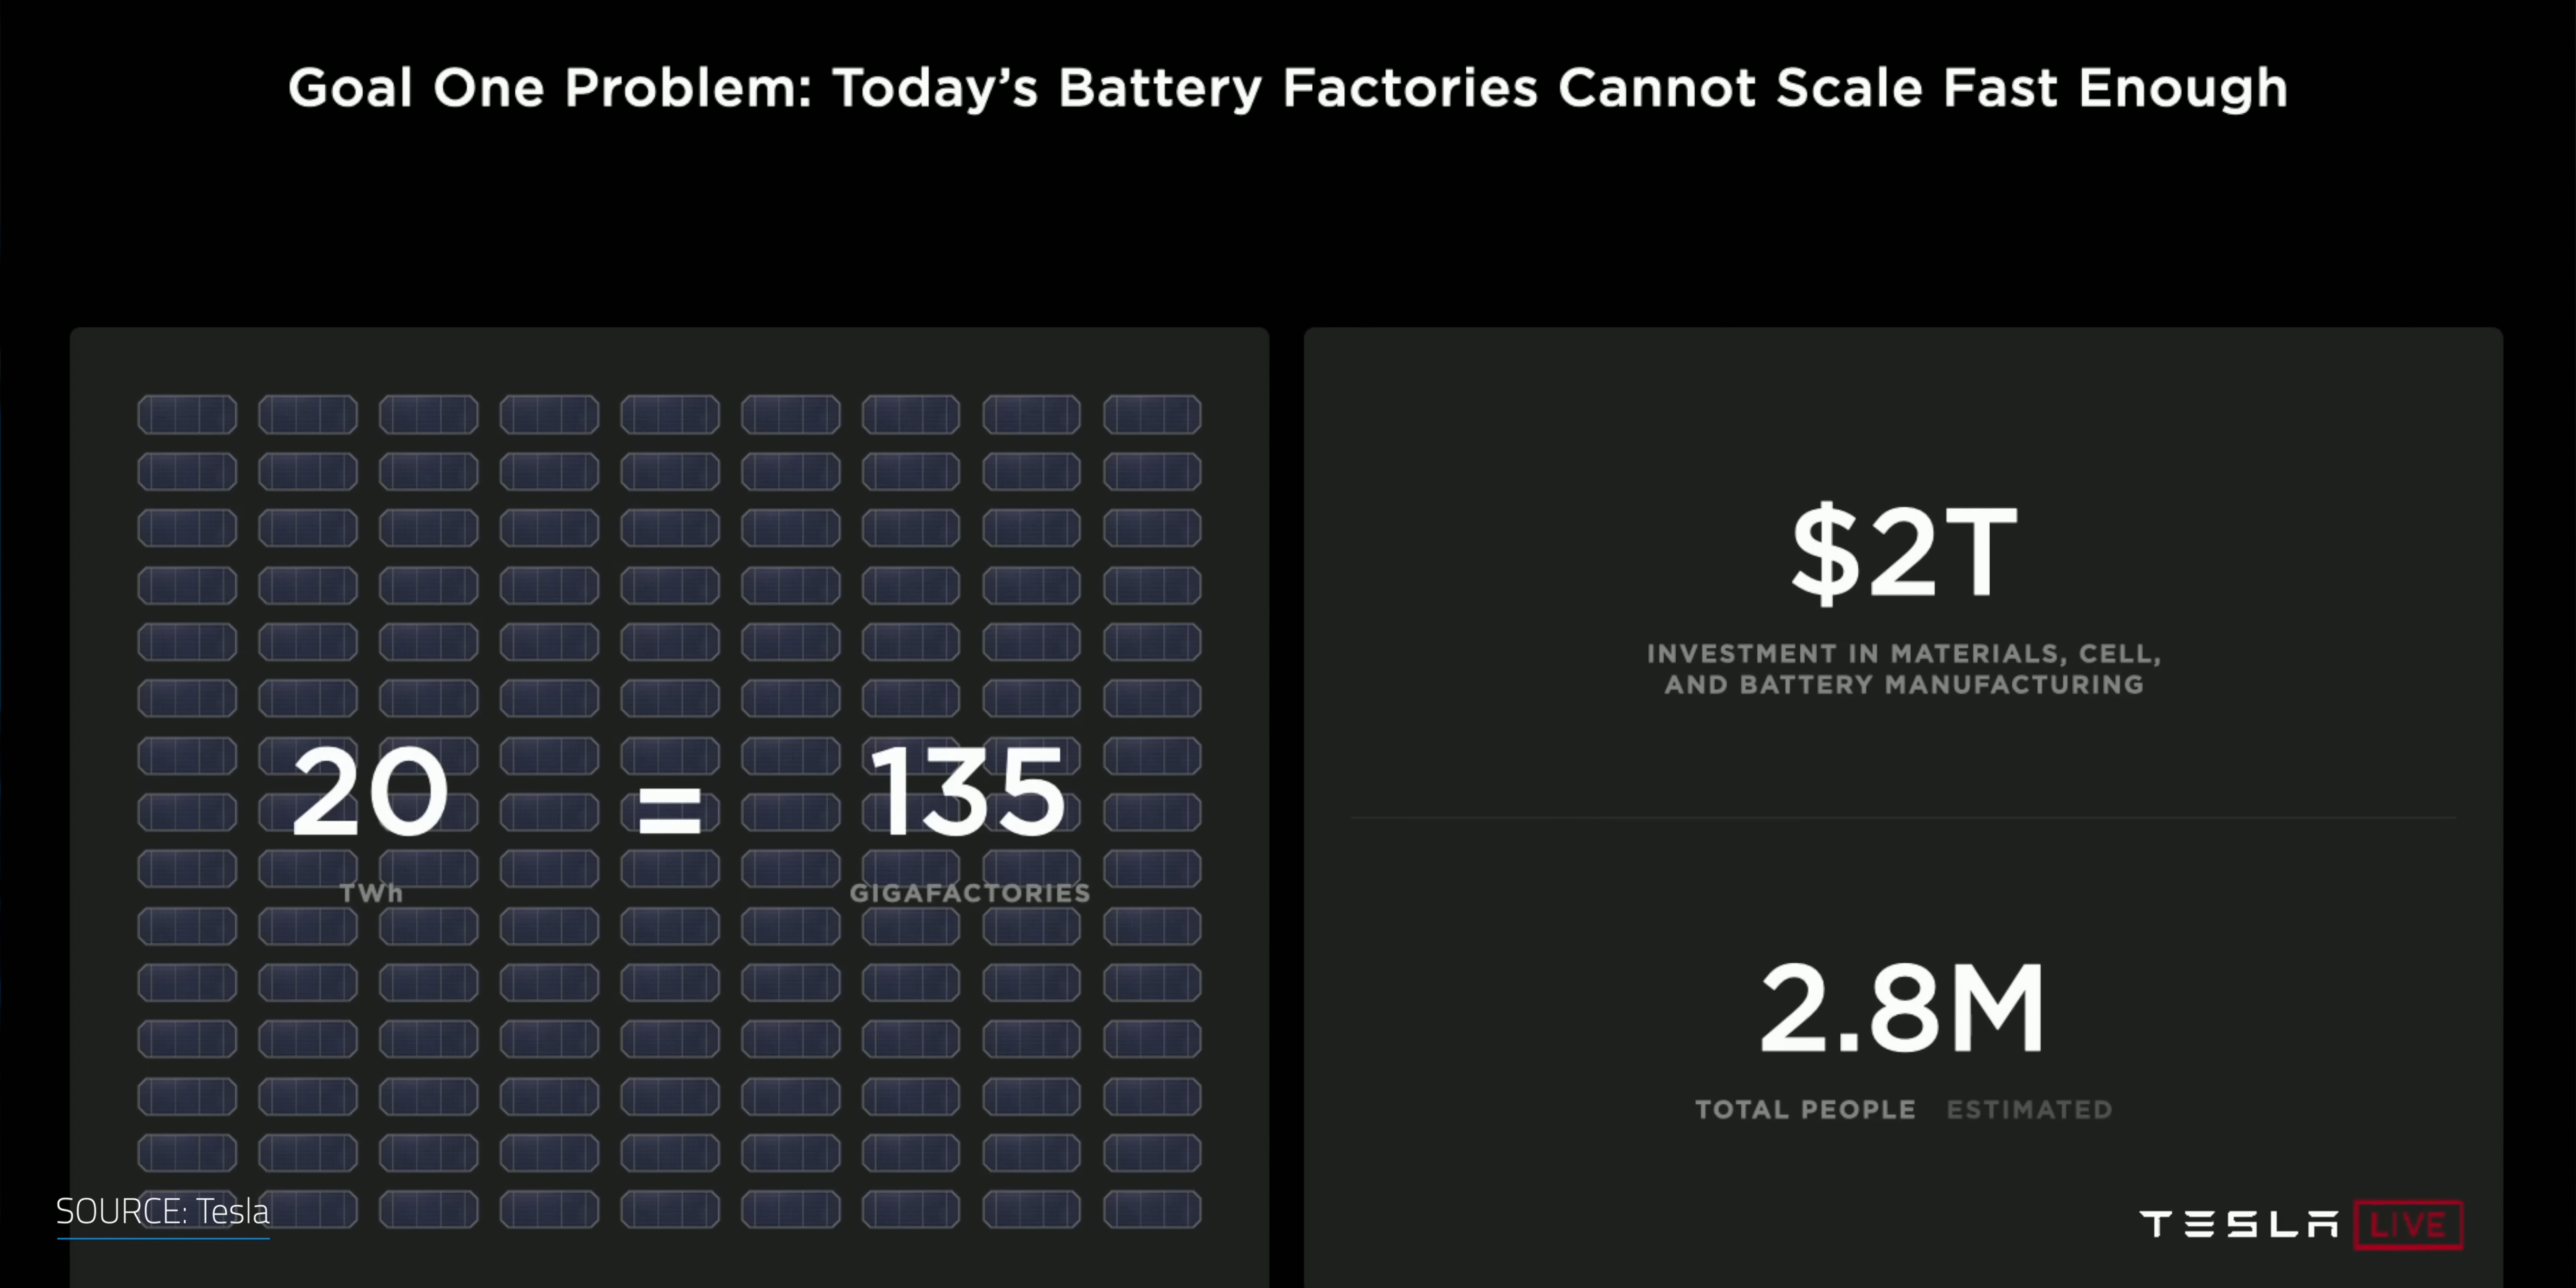 Goal One Problem: Today's Battery Factories Cannot Scale Fast Enough
20 = 135
TWh GIGAFACTORIES
$2T
INVESTMENT IN MATERIALS, CELL,
AND BATTERY MANUFACTURING
2.8M
TOTAL PEOPLE ESTIMATED
SOURCE: Tesla
TESLA LIVE